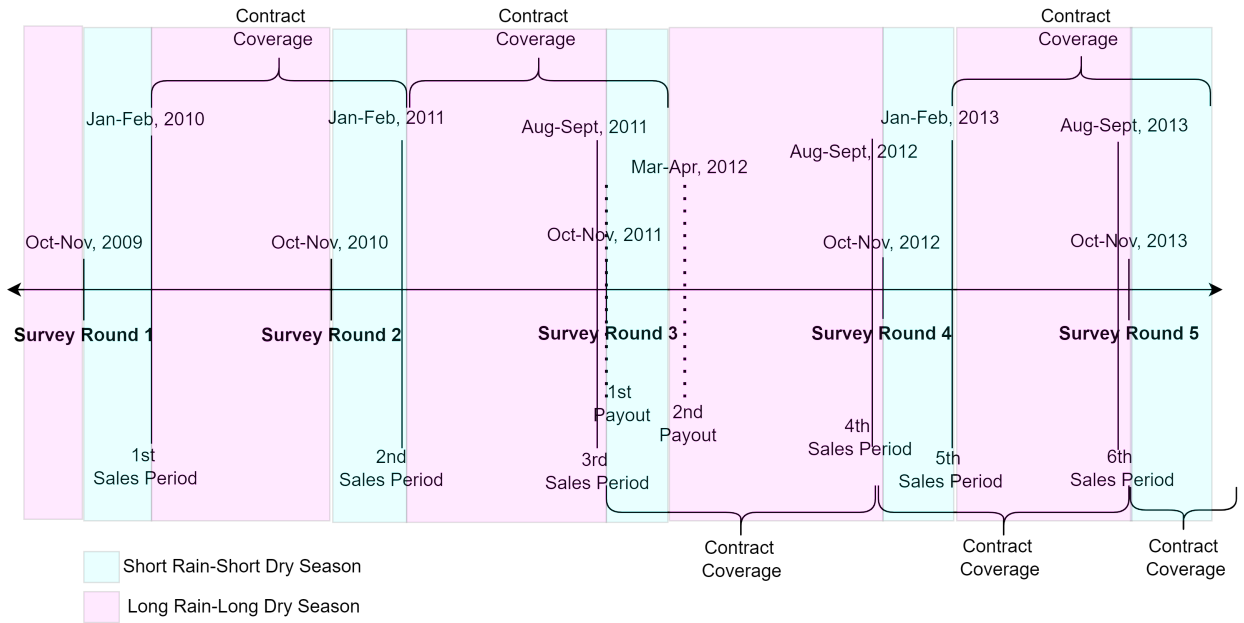 Contract
Coverage
Contract
Coverage
Contract
Coverage
Jan-Feb, 2010
Jan-Feb, 2011
Aug-Sept, 2011
Mar-Apr, 2012
Aug-Sept, 2012
Jan-Feb, 2013
Aug-Sept, 2013
Oct-Nov, 2009
Oct-Nov, 2010
Oct-Nov, 2011
Oct-Nov, 2012
Oct-Nov, 2013
Survey Round 1
Survey Round 2
Survey Round 3
Survey Round 4
Survey Round 5
1st
Payout
2nd
Payout
1st
Sales Period
2nd
Sales Period
3rd
Sales Period
4th
Sales Period
5th
Sales Period
6th
Sales Period
Contract
Coverage
Contract
Coverage
Contract
Coverage
Short Rain-Short Dry Season
Long Rain-Long Dry Season